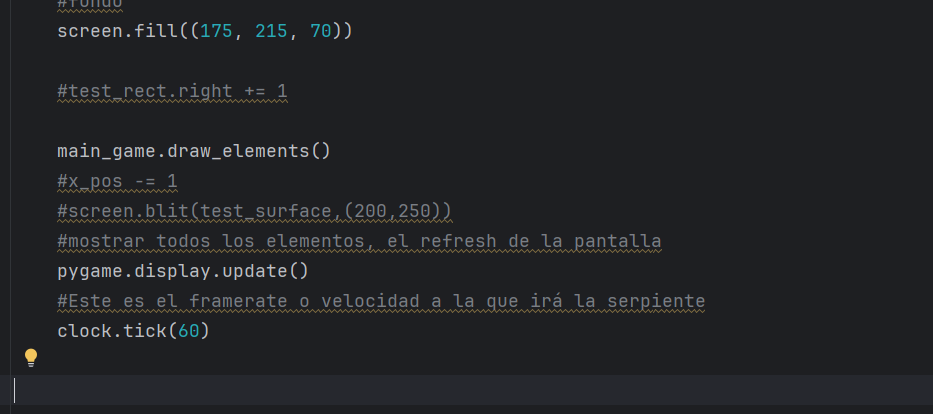 #fondo
screen.fill((175, 215, 70))
#test_rect.right += 1
main_game.draw_elements()
#x_pos -= 1
#screen.blit(test_surface,(200,250))
#mostrar todos los elementos, el refresh de la pantalla
pygame.display.update()
#Este es el framerate o velocidad a la que irá la serpiente
clock.tick(60)